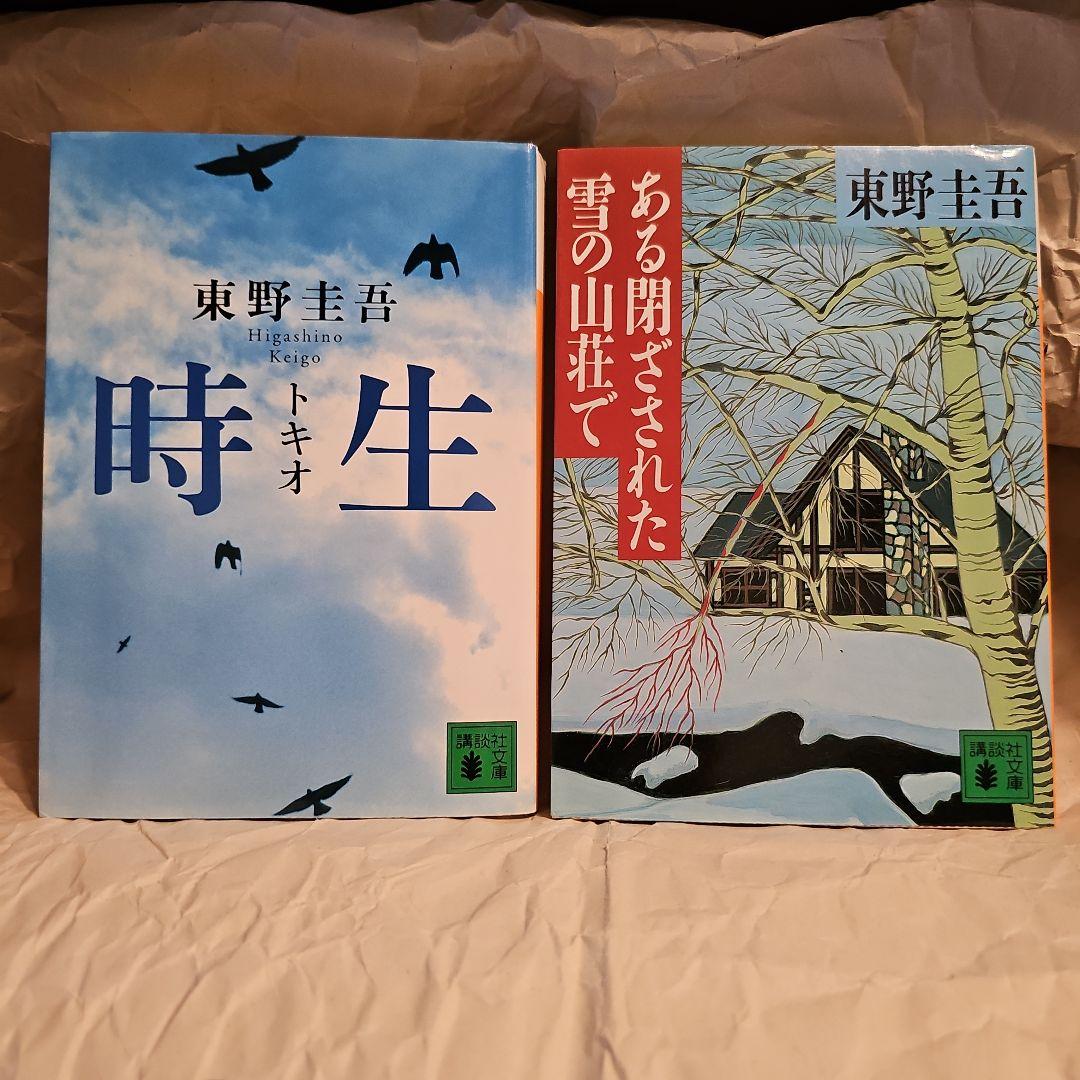 東野圭吾
Higashino
Keigo
時生
トキオ
講談社
文庫
ある閉ざされた
雪の山荘で
東野圭吾
講談社
文庫